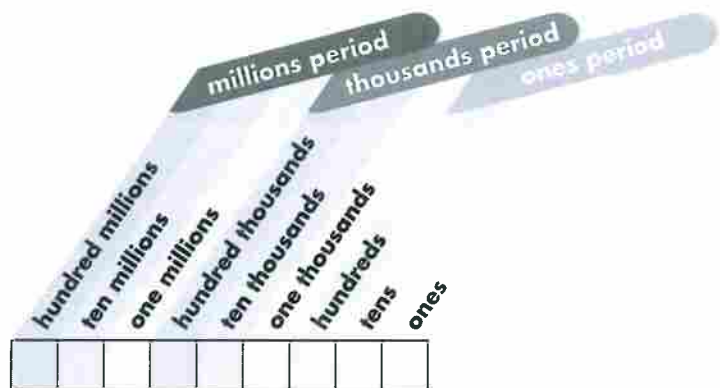 millions period
thousands period
ones period
hundred millions
ten millions
one millions
hundred thousands
ten thousands
one thousands
hundreds
tens
ones